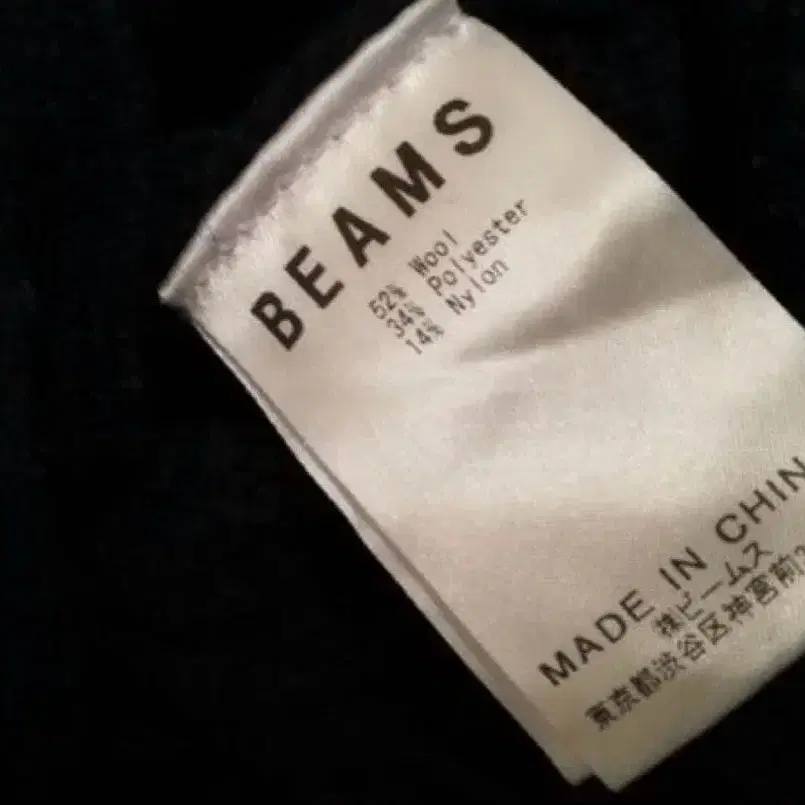 BEAMS
52% Wool
34% Polyester
14% Nylon
MADE IN CHIN
㈱ビームス
東京都渋谷区神宮前